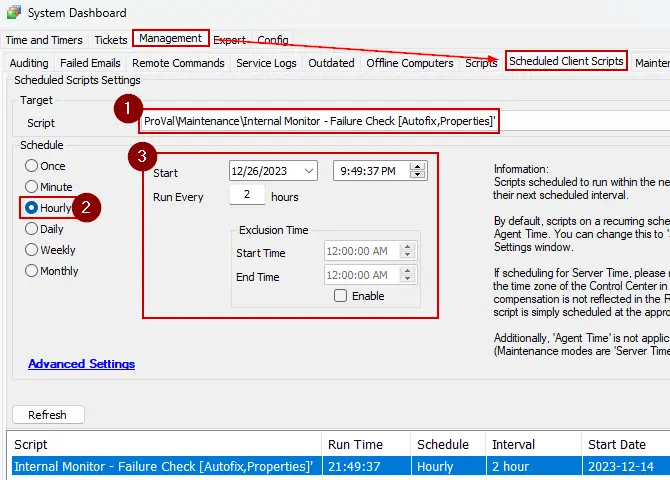 System Dashboard
Time and Timers Tickets Management Export Config
Auditing Failed Emails Remote Commands Service Logs Outdated Offline Computers Scripts Scheduled Client Scripts
Scheduled Scripts Settings
Target
1
Script ProVal\Maintenance\Internal Monitor - Failure Check [Autofix,Properties]'
Schedule
3
Once
Minute
Hourly 2
Daily
Weekly
Monthly
Start 12/26/2023 9:49:37 PM
Run Every 2 hours
Exclusion Time
Start Time 12:00:00 AM
End Time 12:00:00 AM
Enable
Information:
Scripts scheduled to run within the
their next scheduled interval.
By default, scripts on a recurring
Agent Time. You can change this to
Settings window.
If scheduling for Server Time, please
the time zone of the Control Center in
compensation is not reflected in the
script is simply scheduled at the
Additionally, 'Agent Time' is not
(Maintenance modes are 'Server
Advanced Settings
Refresh
Script Run Time Schedule Interval Start Date
Internal Monitor - Failure Check [Autofix,Properties]' 21:49:37 Hourly 2 hour 2023-12-14